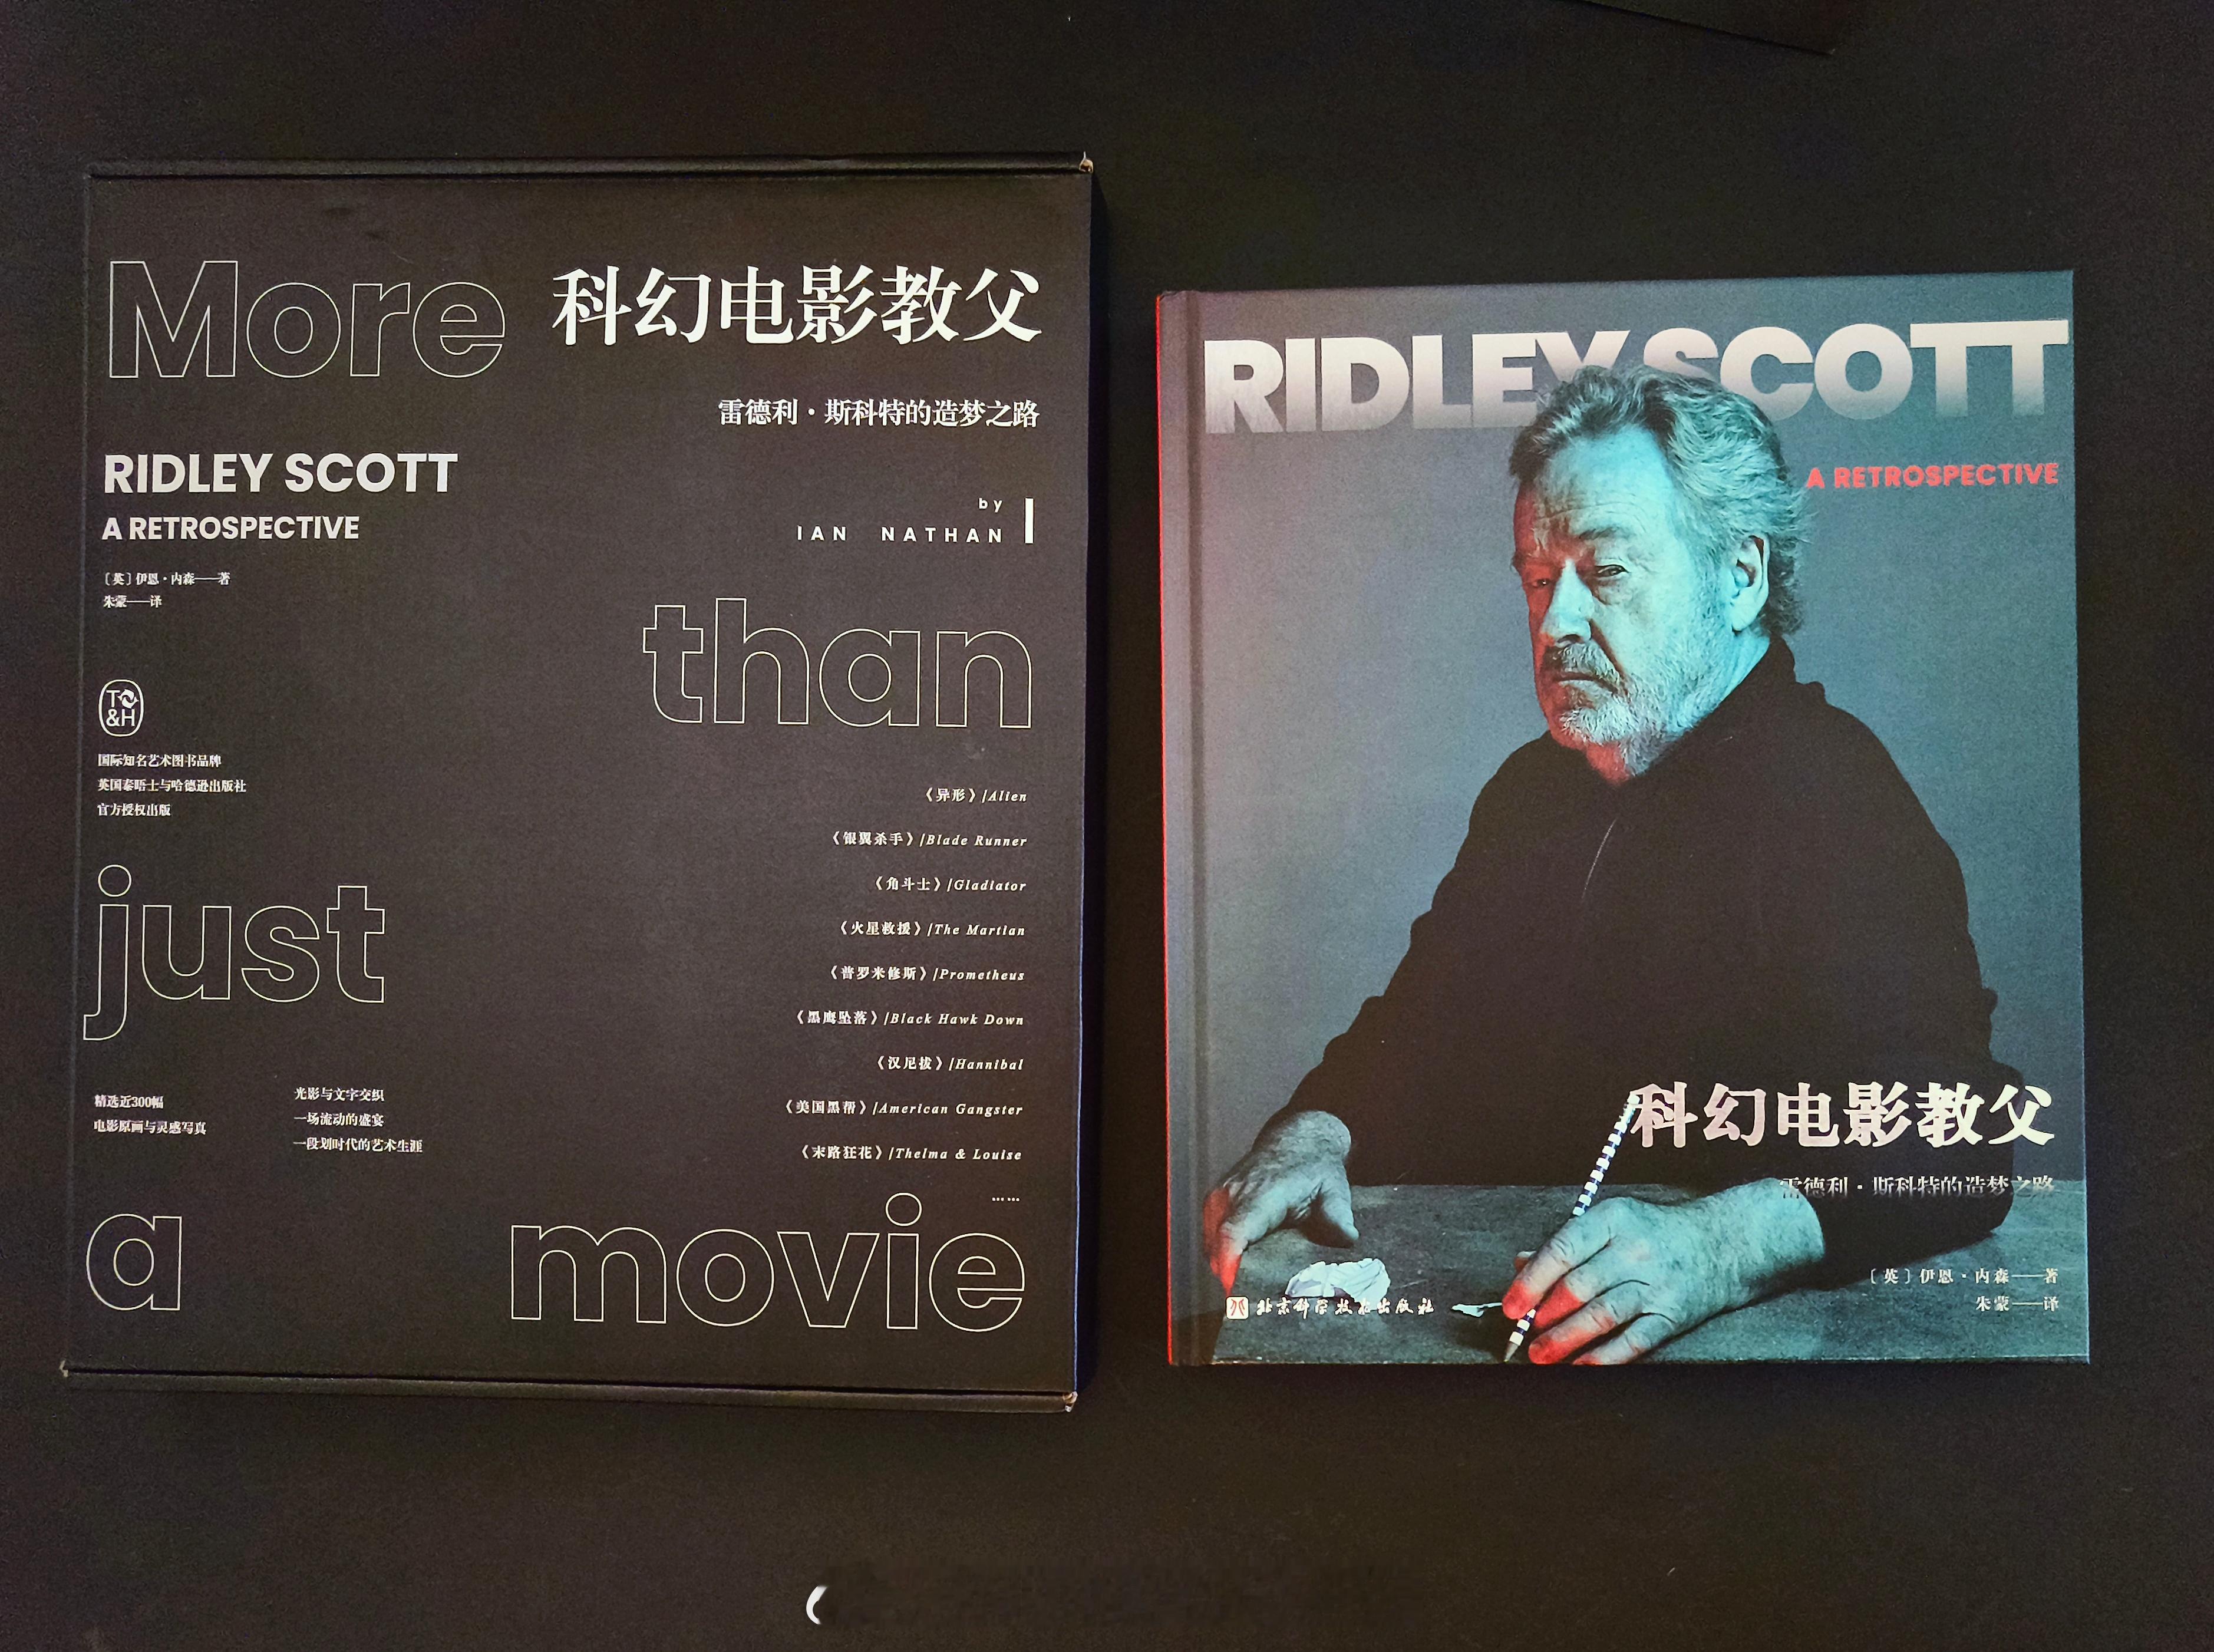 More
科幻电影教父
雷德利·斯科特的造梦之路
RIDLEY SCOTT
A RETROSPECTIVE
by
IAN NATHAN
〔英〕伊恩·内森——著
朱蒙——译
than
T&H
国际知名艺术图书品牌
英国泰晤士与哈德逊出版社
官方授权出版
《异形》/Alien
《银翼杀手》/Blade Runner
《角斗士》/Gladiator
《火星救援》/The Martian
《普罗米修斯》/Prometheus
《黑鹰坠落》/Black Hawk Down
《汉尼拔》/Hannibal
《美国黑帮》/American Gangster
《末路狂花》/Thelma & Louise
……
just
精选近300幅
电影原画与灵感写真
光影与文字交织
一场流动的盛宴
一段划时代的艺术生涯
a
movie
RIDLEY SCOTT
A RETROSPECTIVE
科幻电影教父
雷德利·斯科特的造梦之路
〔英〕伊恩·内森——著
朱蒙——译
北京科学技术出版社